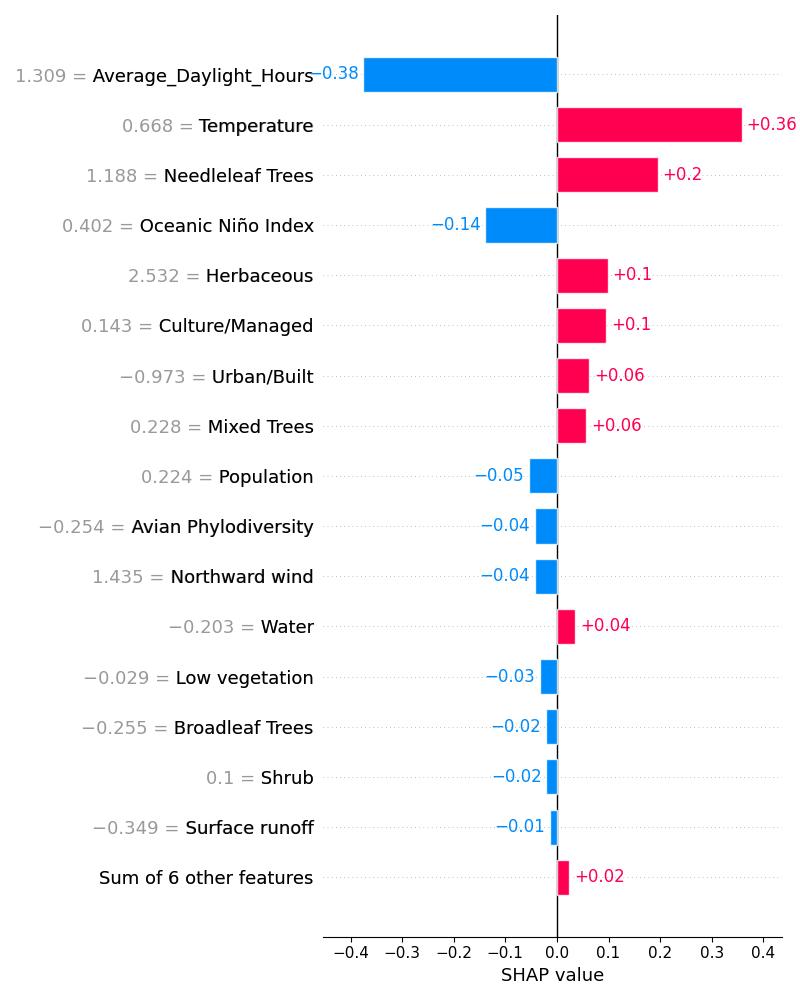 1.309 = Average_Daylight_Hours −0.38
0.668 = Temperature +0.36
1.188 = Needleleaf Trees +0.2
0.402 = Oceanic Niño Index −0.14
2.532 = Herbaceous +0.1
0.143 = Culture/Managed +0.1
−0.973 = Urban/Built +0.06
0.228 = Mixed Trees +0.06
0.224 = Population −0.05
−0.254 = Avian Phylodiversity −0.04
1.435 = Northward wind −0.04
−0.203 = Water +0.04
−0.029 = Low vegetation −0.03
−0.255 = Broadleaf Trees −0.02
0.1 = Shrub −0.02
−0.349 = Surface runoff −0.01
Sum of 6 other features +0.02
−0.4 −0.3 −0.2 −0.1 0.0 0.1 0.2 0.3 0.4
SHAP value